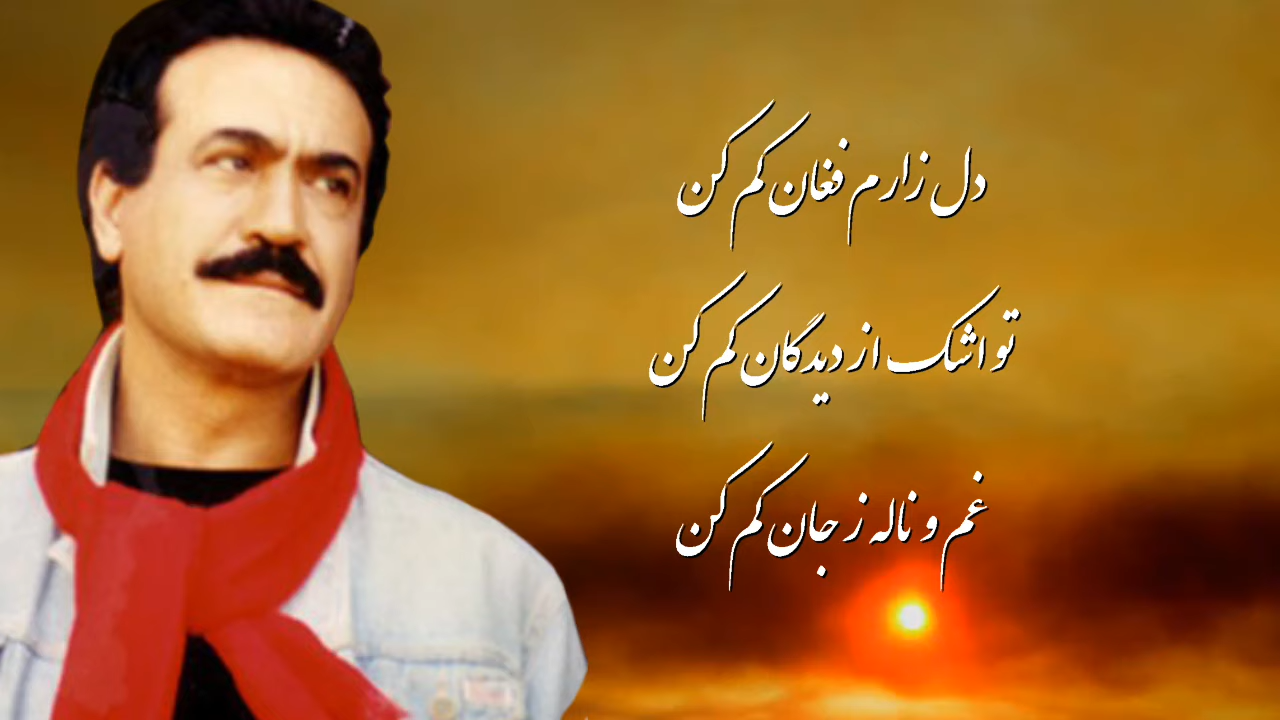 دل زارم فغان کم کن
تو اشک از دیدگان کم کن
غم و ناله ز جان کم کن